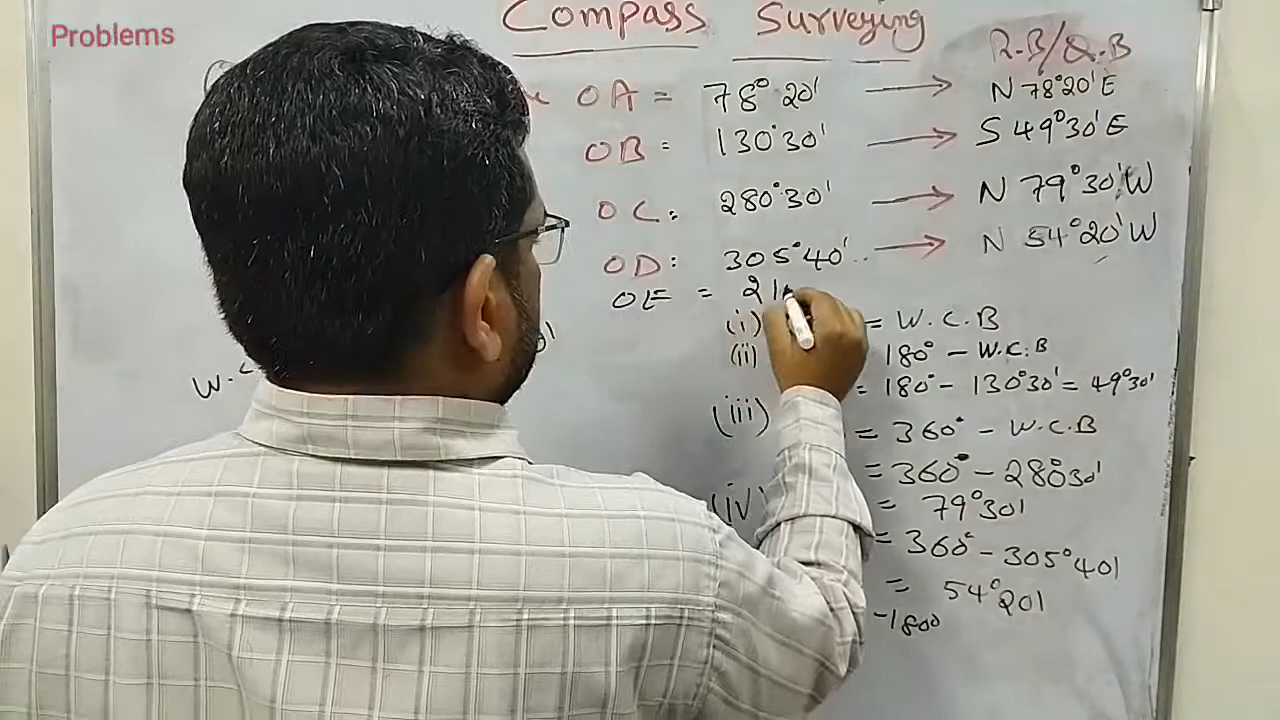 Problems
Compass Surveying
R.B/Q.B
OA = 78° 20' → N 78°20'E
OB = 130°30' → S 49°30'E
OC = 280°30' → N 79°30'W
OD = 305°40' → N 54°20'W
OE = 21
(i) = W.C.B
(ii) 180° - W.C.B
= 180° - 130°30' = 49°30'
(iii) = 360° - W.C.B
= 360° - 280°30'
(iv) = 79°30'
= 360° - 305°40'
= 54°20'
-180°
W.C